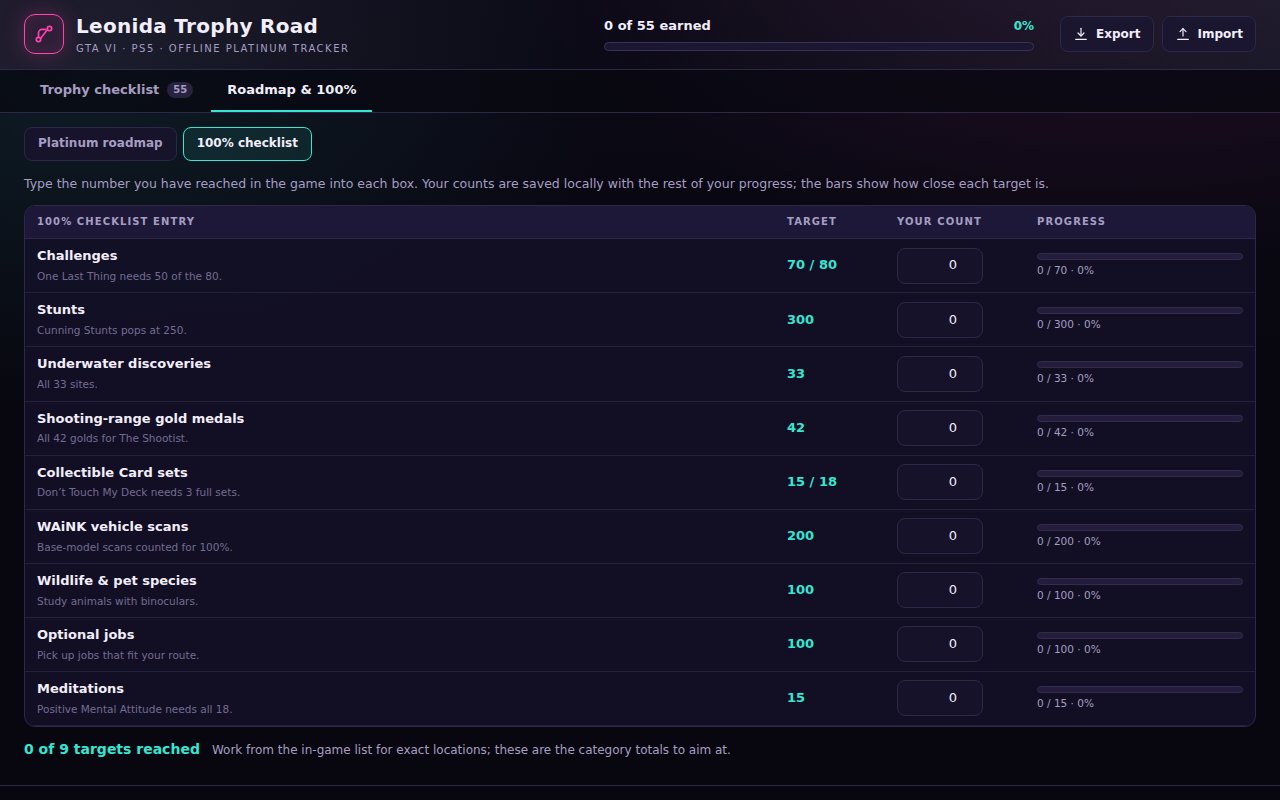 Leonida Trophy Road
GTA VI · PS5 · OFFLINE PLATINUM TRACKER
0 of 55 earned 0%
Export
Import
Trophy checklist 55
Roadmap & 100%
Platinum roadmap
100% checklist
Type the number you have reached in the game into each box. Your counts are saved locally with the rest of your progress; the bars show how close each target is.
100% CHECKLIST ENTRY TARGET YOUR COUNT PROGRESS
Challenges
One Last Thing needs 50 of the 80.
70 / 80
0
0 / 70 · 0%
Stunts
Cunning Stunts pops at 250.
300
0
0 / 300 · 0%
Underwater discoveries
All 33 sites.
33
0
0 / 33 · 0%
Shooting-range gold medals
All 42 golds for The Shootist.
42
0
0 / 42 · 0%
Collectible Card sets
Don’t Touch My Deck needs 3 full sets.
15 / 18
0
0 / 15 · 0%
WAiNK vehicle scans
Base-model scans counted for 100%.
200
0
0 / 200 · 0%
Wildlife & pet species
Study animals with binoculars.
100
0
0 / 100 · 0%
Optional jobs
Pick up jobs that fit your route.
100
0
0 / 100 · 0%
Meditations
Positive Mental Attitude needs all 18.
15
0
0 / 15 · 0%
0 of 9 targets reached Work from the in-game list for exact locations; these are the category totals to aim at.